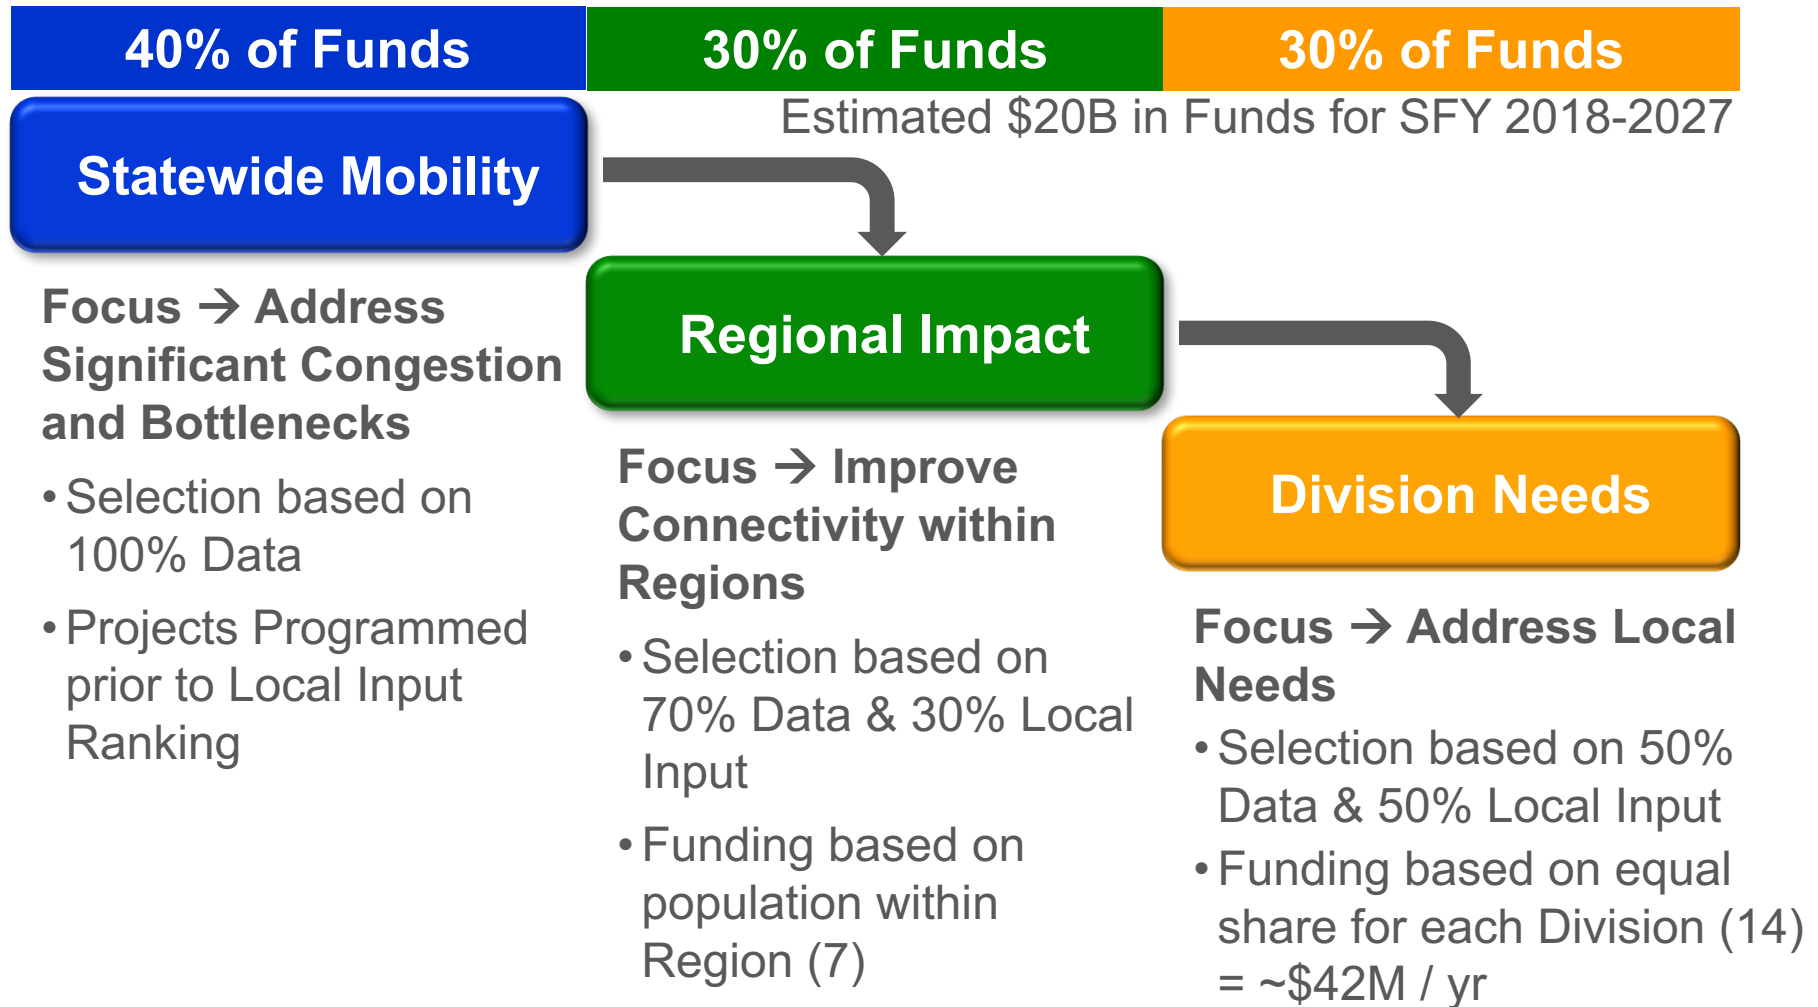 40% of Funds
30% of Funds
30% of Funds
Estimated $20B in Funds for SFY 2018-2027
Statewide Mobility
Focus → Address
Significant Congestion
and Bottlenecks
• Selection based on
100% Data
• Projects Programmed
prior to Local Input
Ranking
Regional Impact
Focus → Improve
Connectivity within
Regions
• Selection based on
70% Data & 30% Local
Input
• Funding based on
population within
Region (7)
Division Needs
Focus → Address Local
Needs
• Selection based on 50%
Data & 50% Local Input
• Funding based on equal
share for each Division (14)
= ~$42M / yr